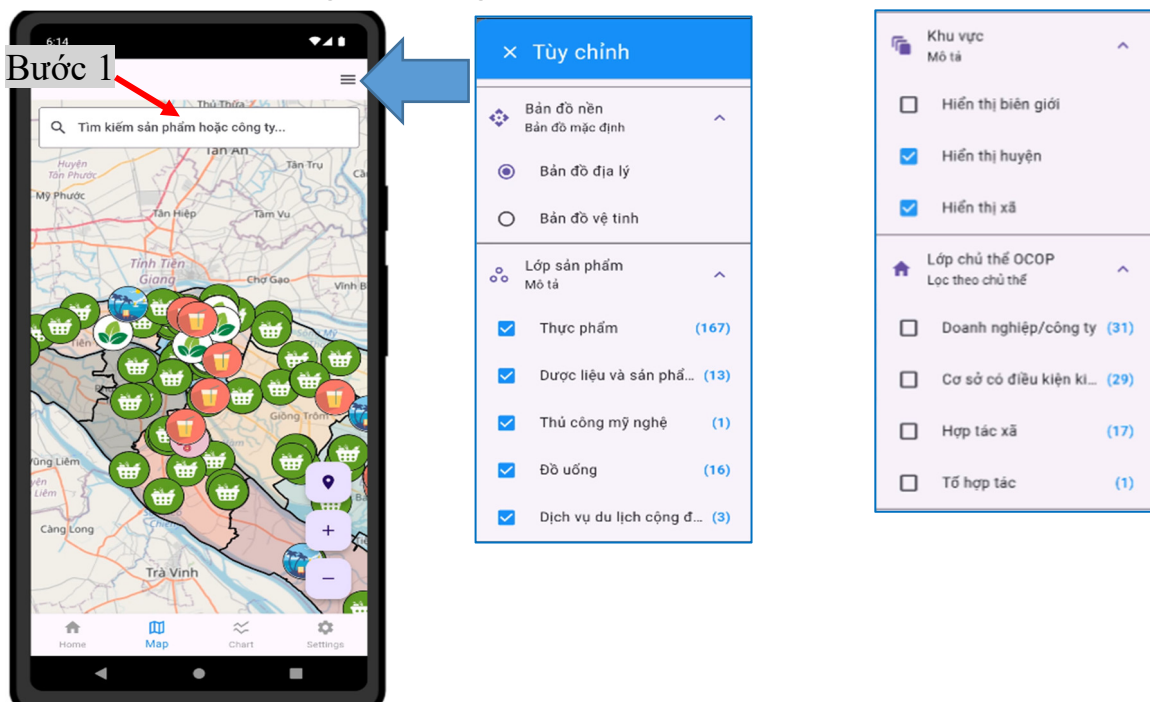 6:14
Bước 1
Thủ Thừa
Tìm kiếm sản phẩm hoặc công ty...
Tân An
Huyện
Tân Phước
Tân Trụ
Mỹ Phước
Tân Hiệp
Tầm Vu
Tỉnh Tiền
Giang
Chợ Gạo
Vĩnh B
Giồng Trôm
Vũng Liêm
Liêm
Càng Long
Trà Vinh
Home
Map
Chart
Settings
× Tùy chỉnh
Bản đồ nền
Bản đồ mặc định
Bản đồ địa lý
Bản đồ vệ tinh
Lớp sản phẩm
Mô tả
Thực phẩm (167)
Dược liệu và sản phẩ... (13)
Thủ công mỹ nghệ (1)
Đồ uống (16)
Dịch vụ du lịch cộng đ... (3)
Khu vực
Mô tả
Hiển thị biên giới
Hiển thị huyện
Hiển thị xã
Lớp chủ thể OCOP
Lọc theo chủ thể
Doanh nghiệp/công ty (31)
Cơ sở có điều kiện ki... (29)
Hợp tác xã (17)
Tổ hợp tác (1)